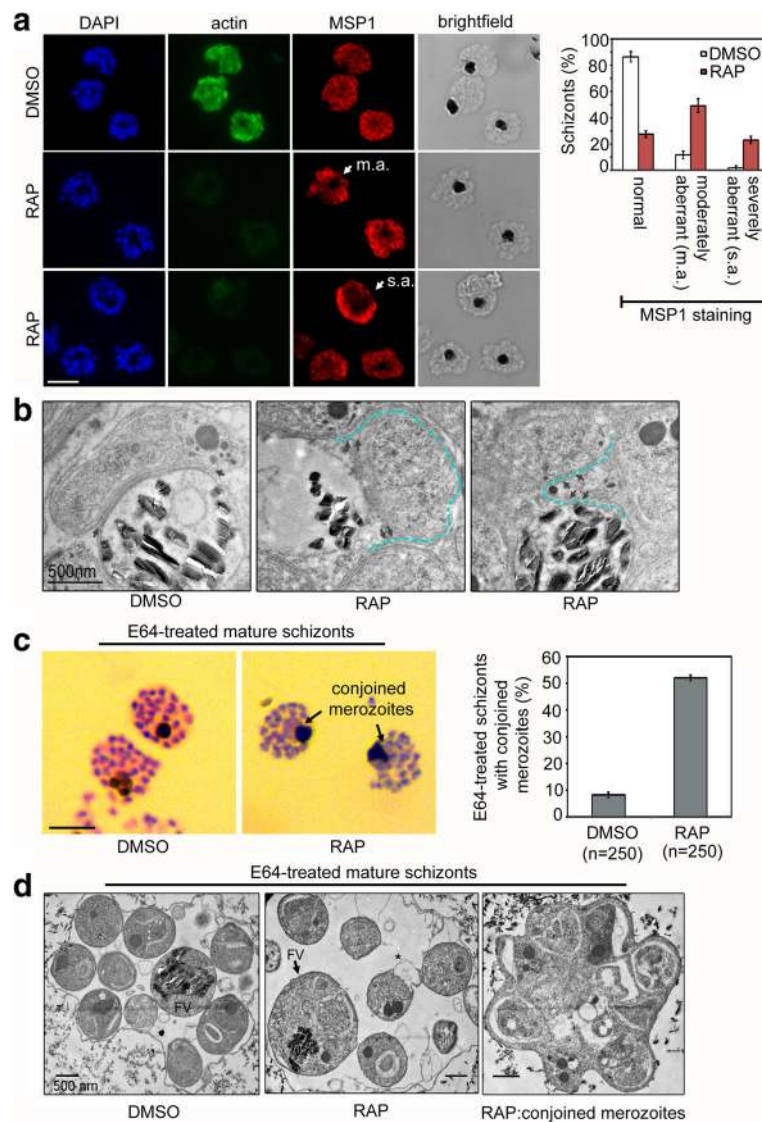 a
DAPI actin MSP1 brightfield
DMSO
RAP
m.a.
RAP
s.a.
Schizonts (%)
100
80
60
40
20
0
DMSO
RAP
normal
moderately
aberrant (m.a.)
severely
aberrant (s.a.)
MSP1 staining
b
500nm
DMSO RAP RAP
c
E64-treated mature schizonts
conjoined
merozoites
DMSO RAP
E64-treated schizonts
with conjoined
merozoites (%)
60
50
40
30
20
10
0
DMSO RAP
(n=250) (n=250)
d
E64-treated mature schizonts
FV
FV
*
500 nm
DMSO RAP RAP:conjoined merozoites